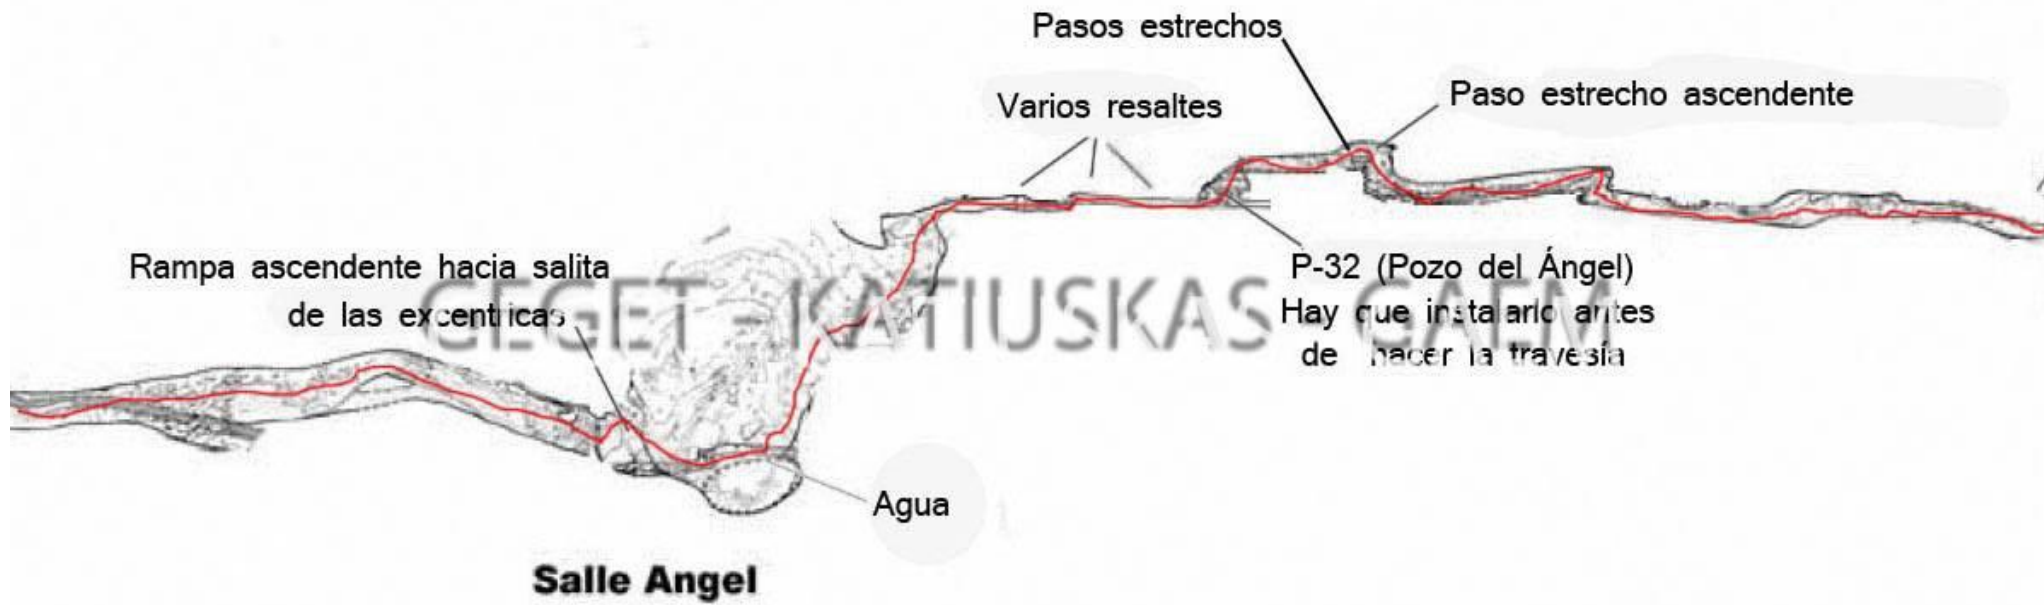 Pasos estrechos
Paso estrecho ascendente
Varios resaltes
Rampa ascendente hacia salita
de las excentricas
P-32 (Pozo del Ángel)
Hay que instalarlo antes
de hacer la travesía
GEGET - KATIUSKAS - GAEM
Agua
Salle Angel